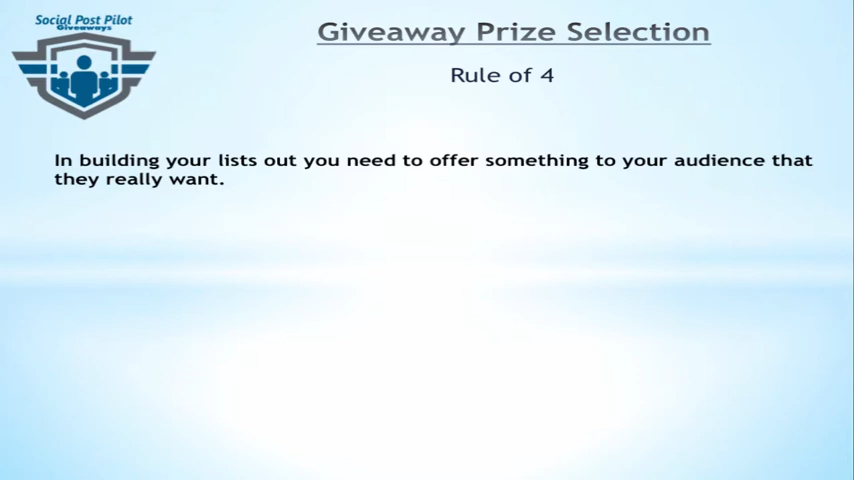 Social Post Pilot
Giveaways
Giveaway Prize Selection
Rule of 4
In building your lists out you need to offer something to your audience that
they really want.